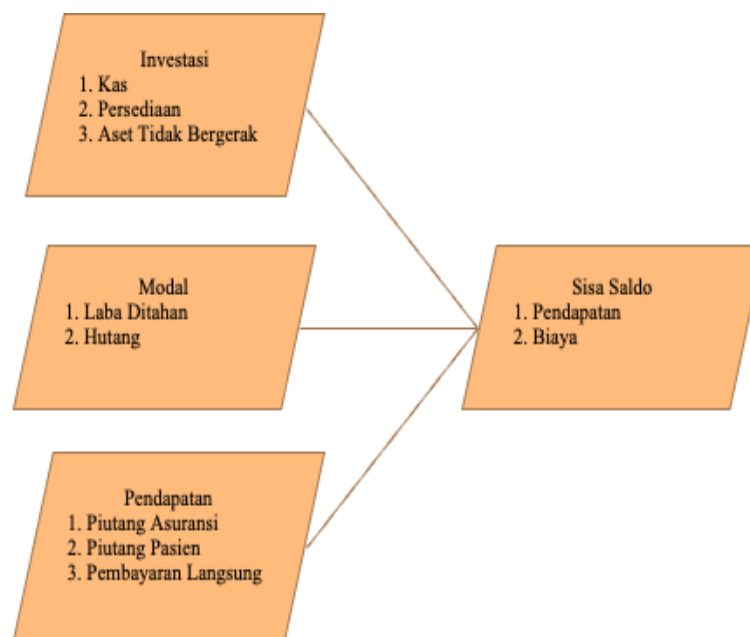 Investasi
1. Kas
2. Persediaan
3. Aset Tidak Bergerak
Modal
1. Laba Ditahan
2. Hutang
Sisa Saldo
1. Pendapatan
2. Biaya
Pendapatan
1. Piutang Asuransi
2. Piutang Pasien
3. Pembayaran Langsung